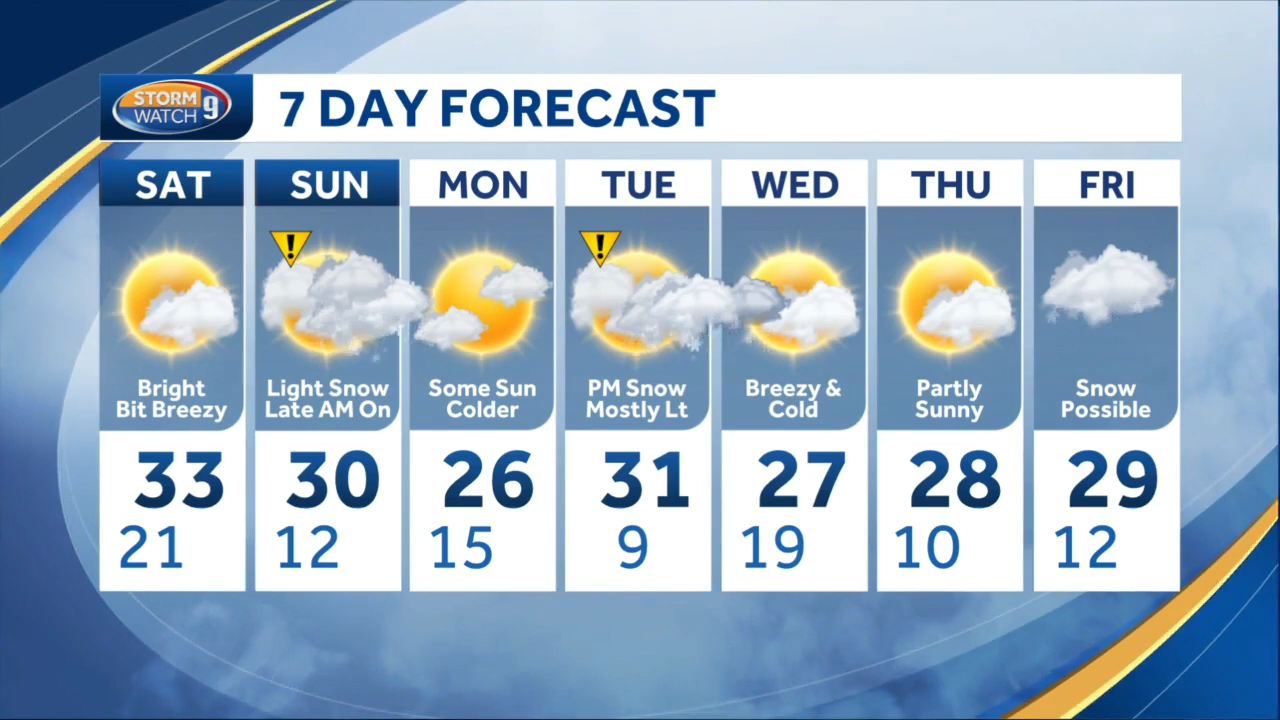 STORM
WATCH 9
7 DAY FORECAST
SAT
SUN
MON
TUE
WED
THU
FRI
!
!
Bright
Bit Breezy
Light Snow
Late AM On
Some Sun
Colder
PM Snow
Mostly Lt
Breezy &
Cold
Partly
Sunny
Snow
Possible
33
30
26
31
27
28
29
21
12
15
9
19
10
12